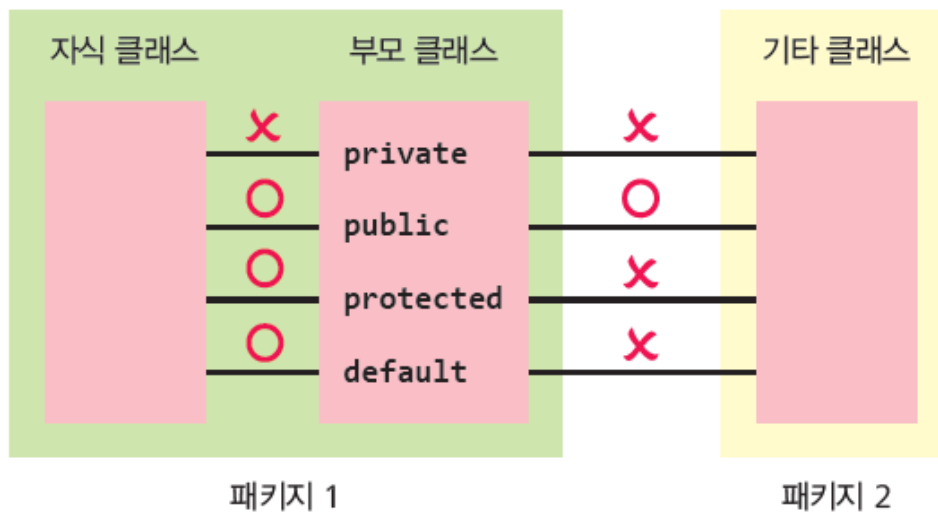 자식 클래스 부모 클래스 기타 클래스
private
public
protected
default
패키지 1 패키지 2